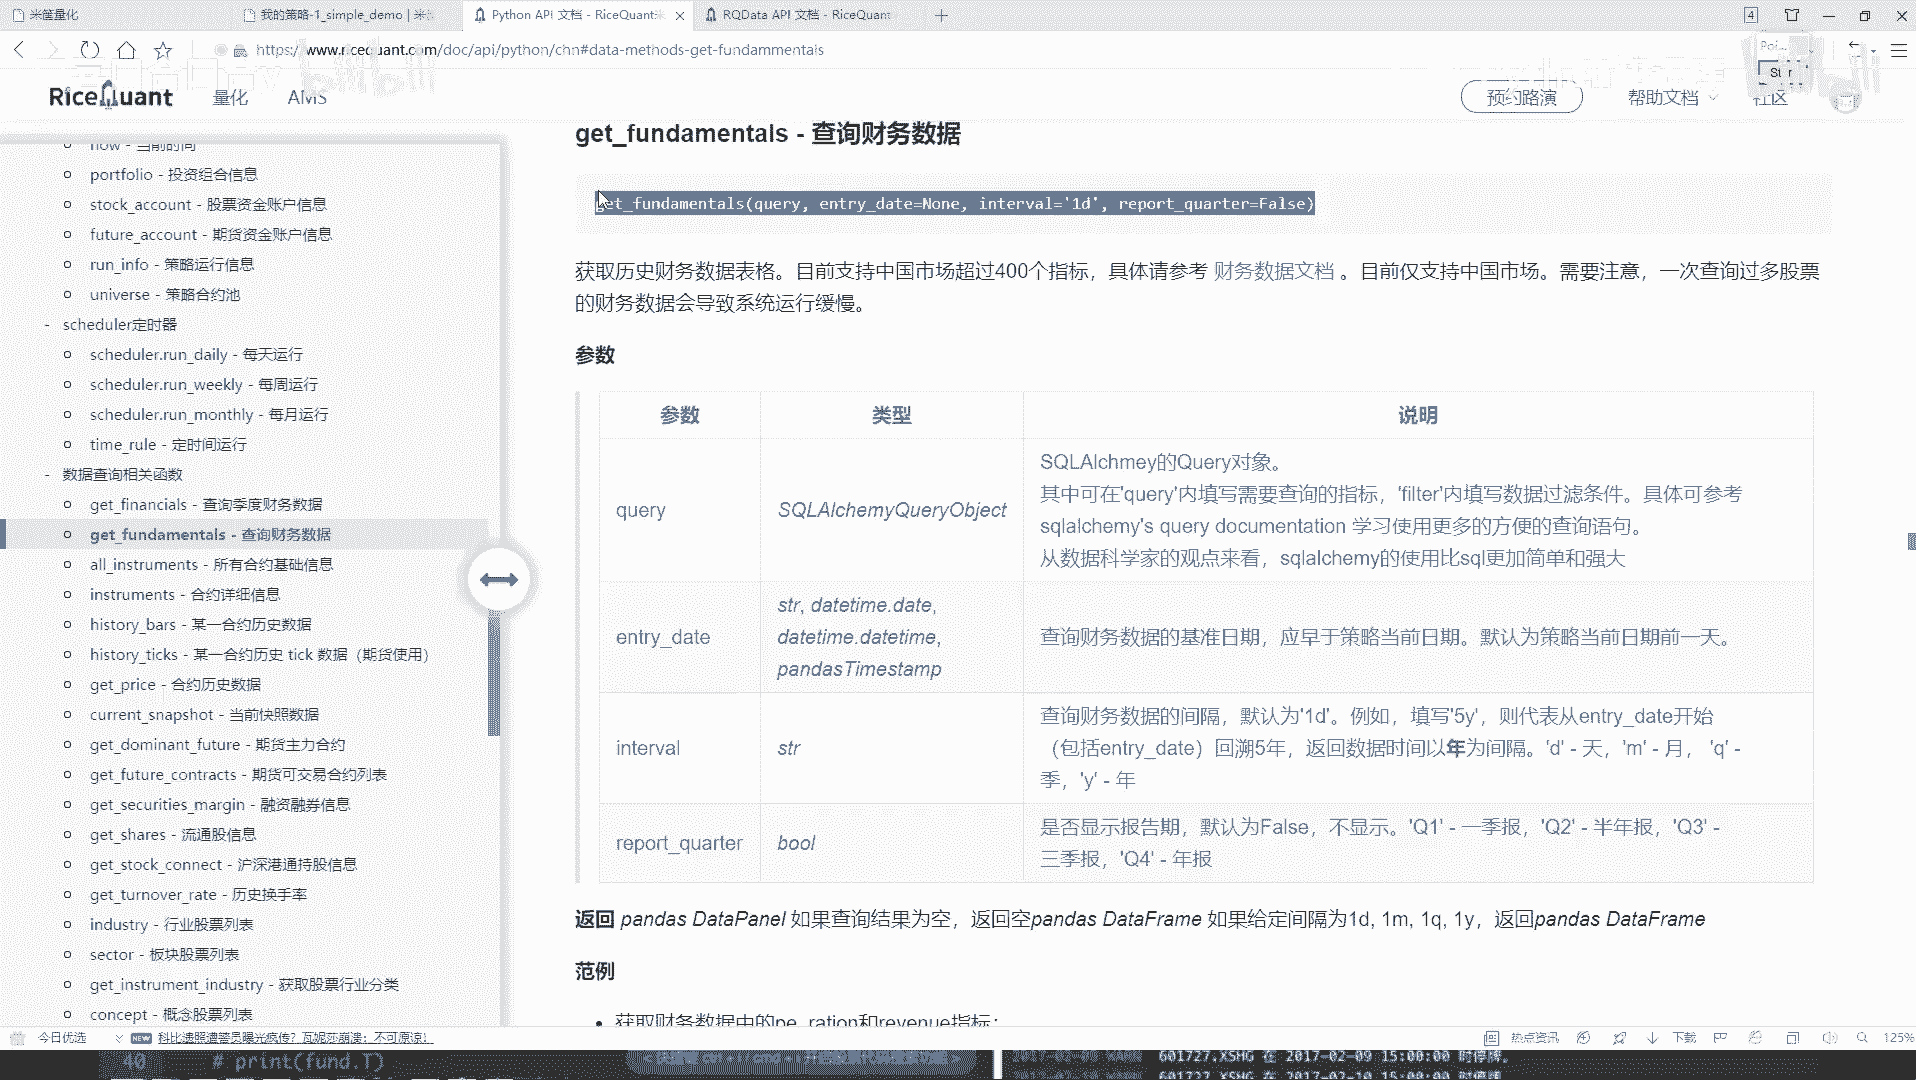 米筐量化
我的策略-1_simple_demo | 米
Python API 文档 - RiceQuant
RQData API 文档 - RiceQuant
4
https://www.ricequant.com/doc/api/python/chn#data-methods-get-fundammentals
RiceQuant
量化
AMS
预约路演
帮助文档
社区
now - 当前时间
portfolio - 投资组合信息
stock_account - 股票资金账户信息
future_account - 期货资金账户信息
run_info - 策略运行信息
universe - 策略合约池
- scheduler定时器
scheduler.run_daily - 每天运行
scheduler.run_weekly - 每周运行
scheduler.run_monthly - 每月运行
time_rule - 定时间运行
- 数据查询相关函数
get_financials - 查询季度财务数据
get_fundamentals - 查询财务数据
all_instruments - 所有合约基础信息
instruments - 合约详细信息
history_bars - 某一合约历史数据
history_ticks - 某一合约历史 tick 数据（期货使用）
get_price - 合约历史数据
current_snapshot - 当前快照数据
get_dominant_future - 期货主力合约
get_future_contracts - 期货可交易合约列表
get_securities_margin - 融资融券信息
get_shares - 流通股信息
get_stock_connect - 沪深港通持股信息
get_turnover_rate - 历史换手率
industry - 行业股票列表
sector - 板块股票列表
get_instrument_industry - 获取股票行业分类
concept - 概念股票列表
get_fundamentals - 查询财务数据
get_fundamentals(query, entry_date=None, interval='1d', report_quarter=False)
获取历史财务数据表格。目前支持中国市场超过400个指标，具体请参考 财务数据文档 。目前仅支持中国市场。需要注意，一次查询过多股票
的财务数据会导致系统运行缓慢。
参数
参数 类型 说明
query
SQLAlchemyQueryObject
SQLAlchmey的Query对象。
其中可在'query'内填写需要查询的指标，'filter'内填写数据过滤条件。具体可参考
sqlalchemy's query documentation 学习使用更多的方便的查询语句。
从数据科学家的观点来看，sqlalchemy的使用比sql更加简单和强大
entry_date
str, datetime.date,
datetime.datetime,
pandasTimestamp
查询财务数据的基准日期，应早于策略当前日期。默认为策略当前日期前一天。
interval
str
查询财务数据的间隔，默认为'1d'。例如，填写'5y'，则代表从entry_date开始
（包括entry_date）回溯5年，返回数据时间以年为间隔。'd' - 天，'m' - 月， 'q' -
季，'y' - 年
report_quarter
bool
是否显示报告期，默认为False，不显示。'Q1' - 一季报，'Q2' - 半年报，'Q3' -
三季报，'Q4' - 年报
返回 pandas DataPanel 如果查询结果为空，返回空pandas DataFrame 如果给定间隔为1d, 1m, 1q, 1y，返回pandas DataFrame
范例
获取财务数据中的pe_ration和revenue指标：
今日优选
NEW
热点资讯
下载
125%
40 # print(fund.T)
601727.XSHG 在 2017-02-09 15:00:00 时停牌。
601727.XSHG 在 2017-02-10 15:00:00 时停牌。